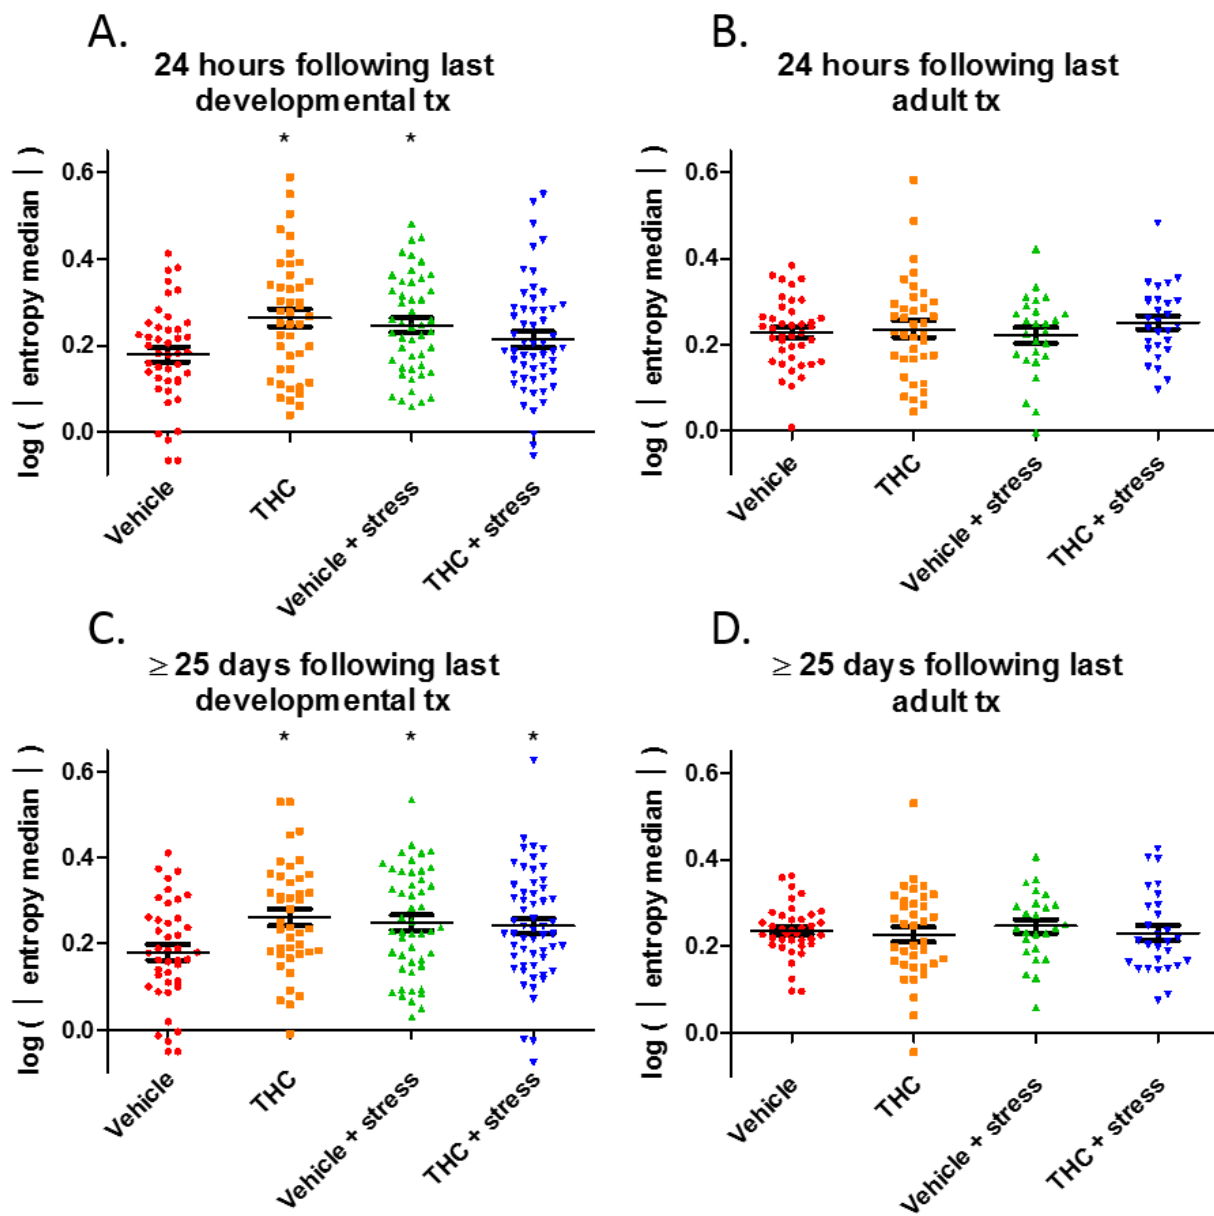 A.
24 hours following last
developmental tx
* *
log ( | entropy median | )
0.6
0.4
0.2
0.0
Vehicle
THC
Vehicle + stress
THC + stress
B.
24 hours following last
adult tx
log ( | entropy median | )
0.6
0.4
0.2
0.0
Vehicle
THC
Vehicle + stress
THC + stress
C.
≥ 25 days following last
developmental tx
* * *
log ( | entropy median | )
0.6
0.4
0.2
0.0
Vehicle
THC
Vehicle + stress
THC + stress
D.
≥ 25 days following last
adult tx
log ( | entropy median | )
0.6
0.4
0.2
0.0
Vehicle
THC
Vehicle + stress
THC + stress